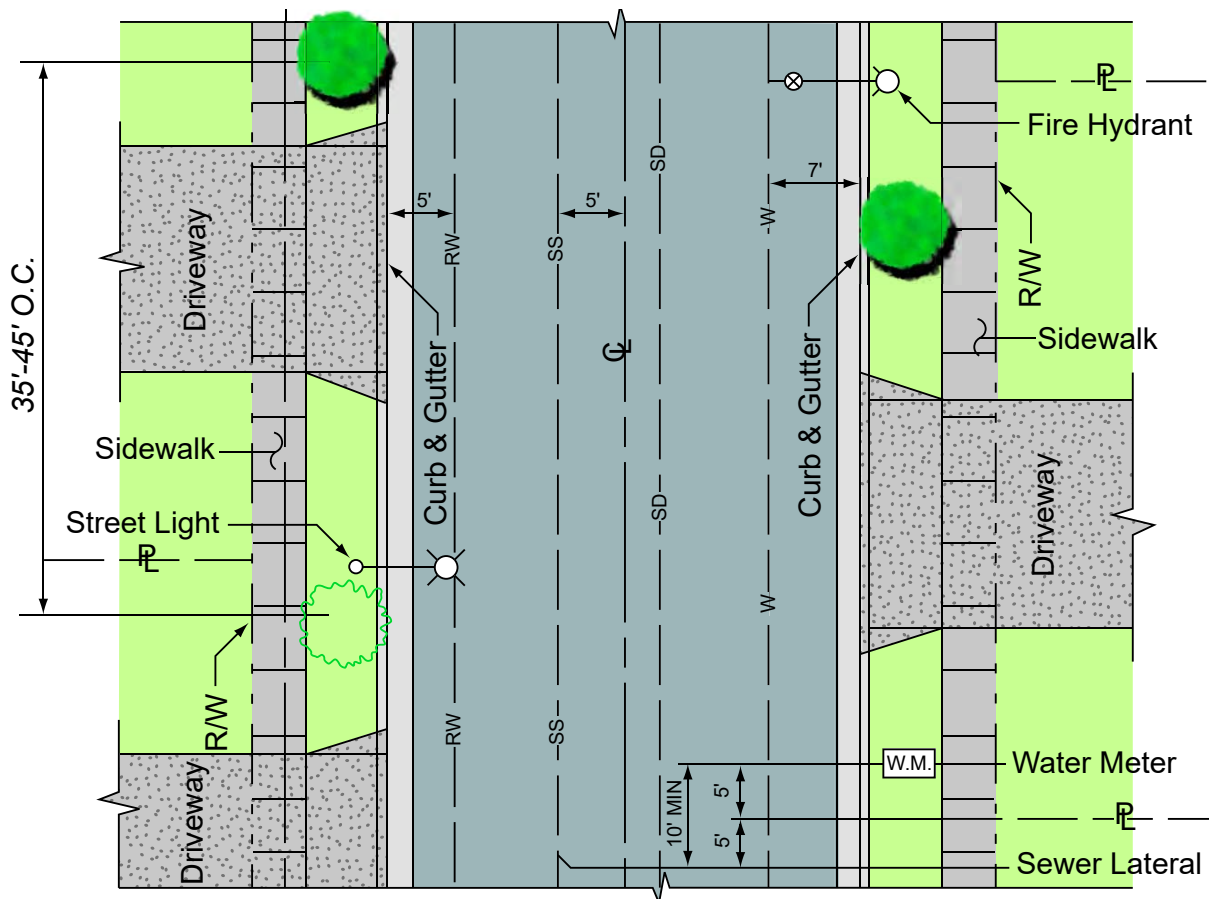 PL
Fire Hydrant
SD
5'
5'
7'
W
RW
SS
R/W
Driveway
35'-45' O.C.
CL
Sidewalk
Curb & Gutter
Curb & Gutter
Sidewalk
SD
Street Light
PL
Driveway
W
R/W
RW
SS
W.M.
Water Meter
Driveway
10' MIN
5'
5'
PL
Sewer Lateral